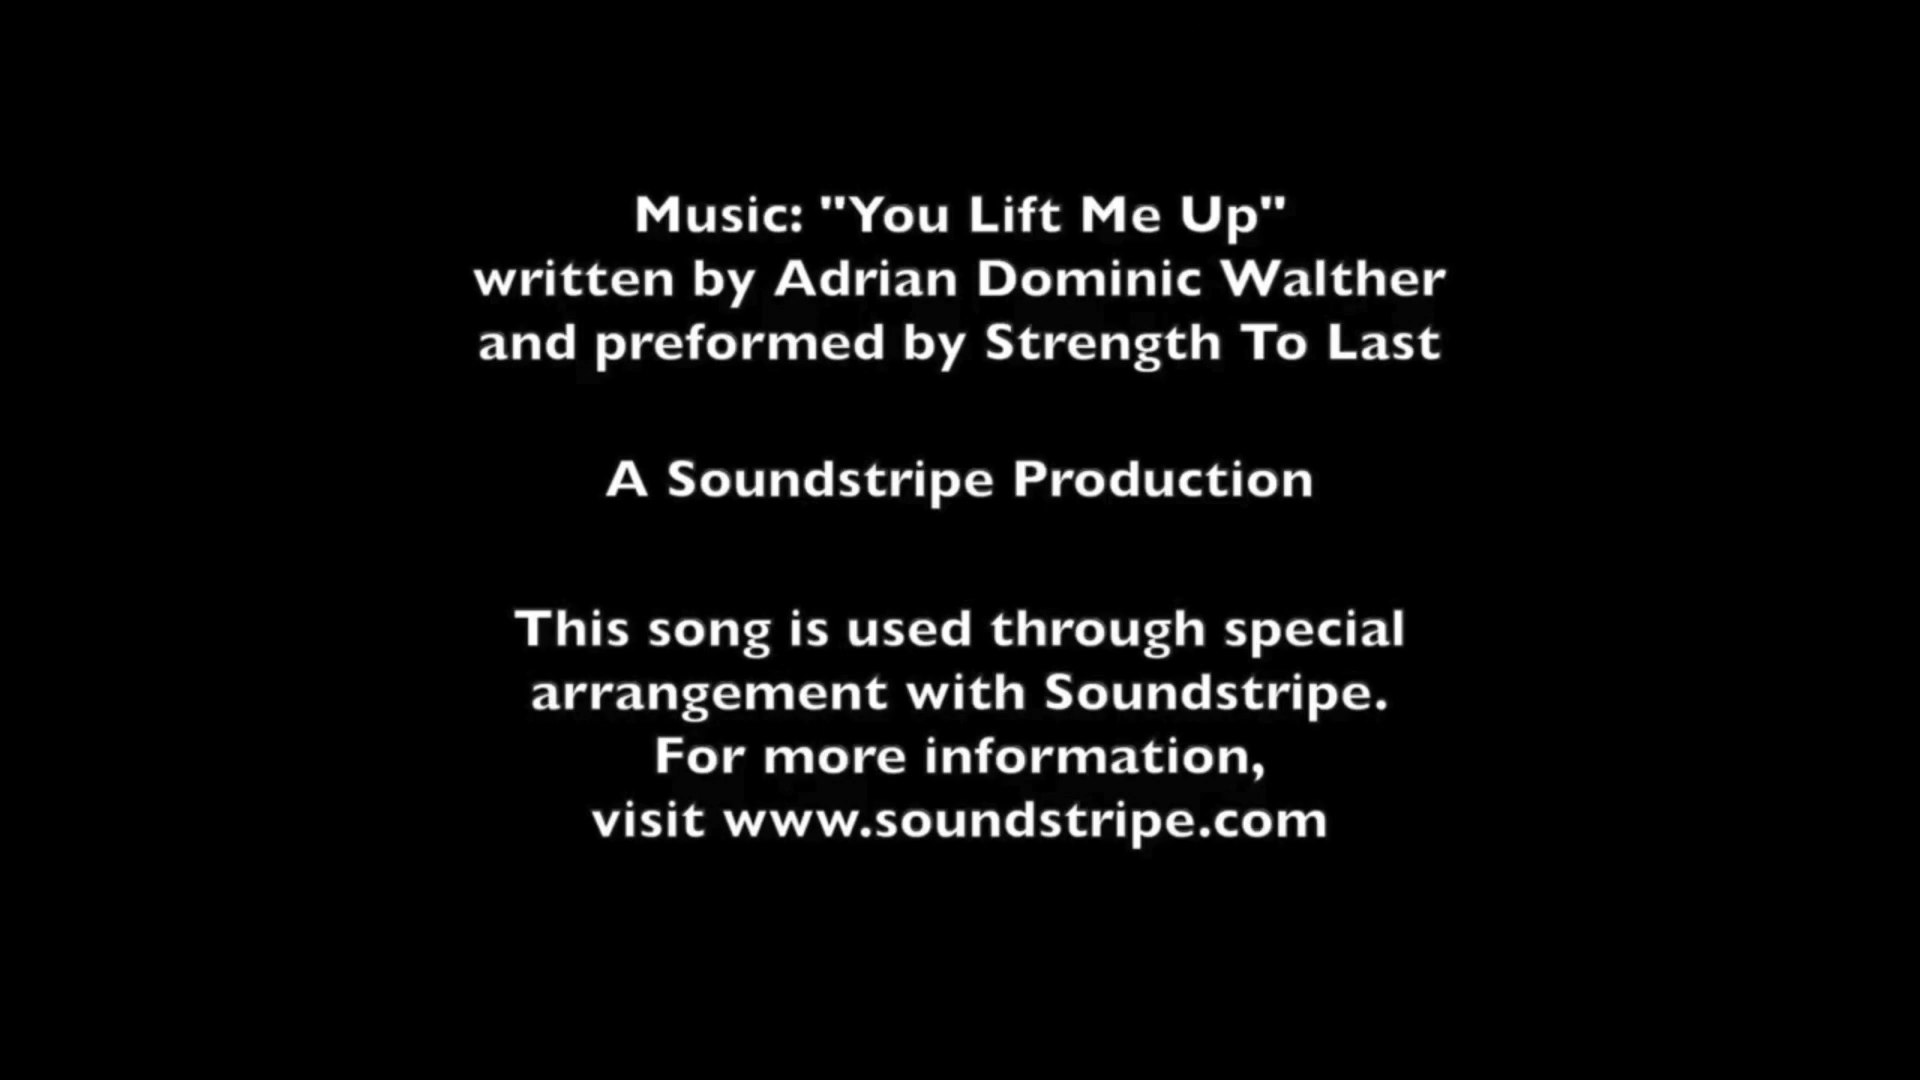 Music: "You Lift Me Up"
written by Adrian Dominic Walther
and preformed by Strength To Last
A Soundstripe Production
This song is used through special
arrangement with Soundstripe.
For more information,
visit www.soundstripe.com